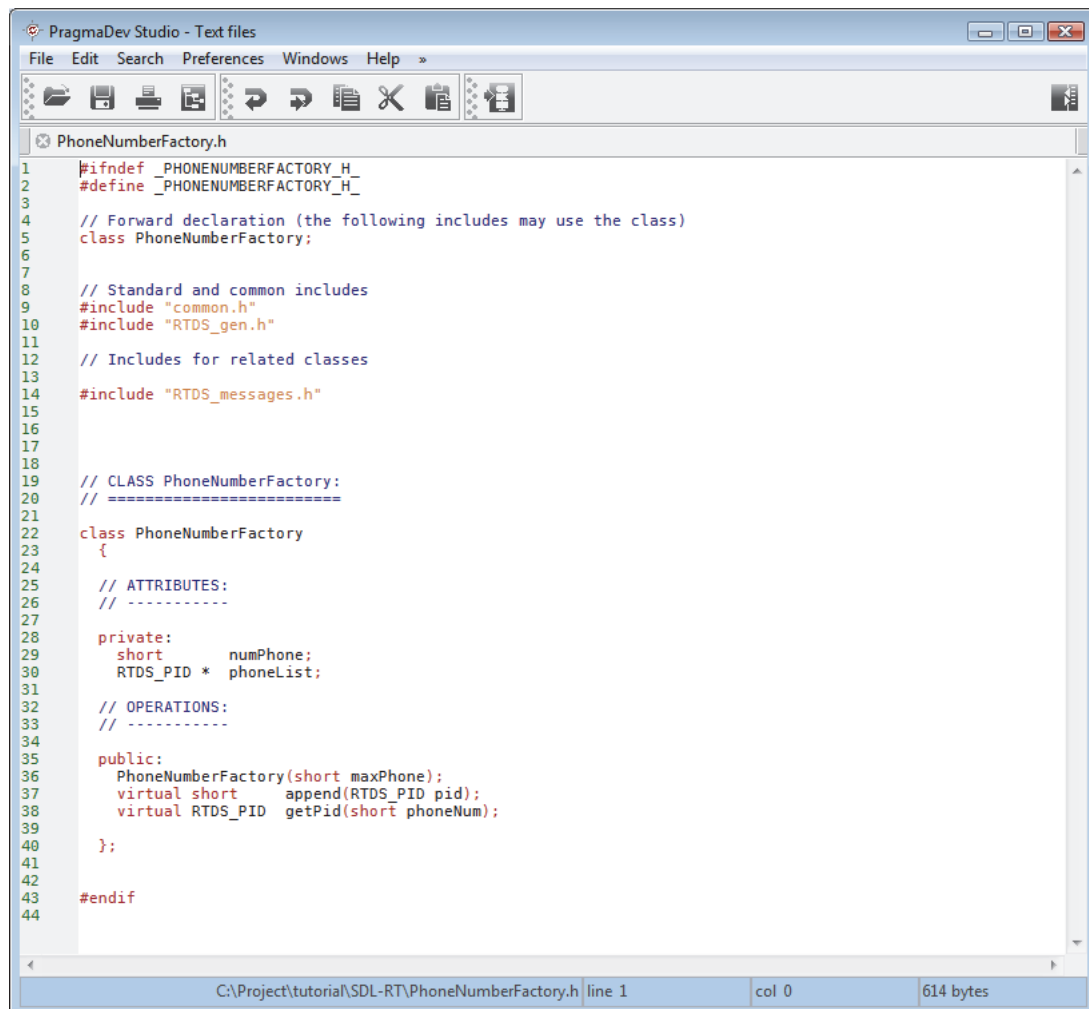 PragmaDev Studio - Text files
File Edit Search Preferences Windows Help »
PhoneNumberFactory.h
1 #ifndef _PHONENUMBERFACTORY_H_
2 #define _PHONENUMBERFACTORY_H_
3
4 // Forward declaration (the following includes may use the class)
5 class PhoneNumberFactory;
6
7
8 // Standard and common includes
9 #include "common.h"
10 #include "RTDS_gen.h"
11
12 // Includes for related classes
13
14 #include "RTDS_messages.h"
15
16
17
18
19 // CLASS PhoneNumberFactory:
20 // =========================
21
22 class PhoneNumberFactory
23   {
24
25   // ATTRIBUTES:
26   // -----------
27
28   private:
29     short       numPhone;
30     RTDS_PID *  phoneList;
31
32   // OPERATIONS:
33   // -----------
34
35   public:
36     PhoneNumberFactory(short maxPhone);
37     virtual short     append(RTDS_PID pid);
38     virtual RTDS_PID  getPid(short phoneNum);
39
40   };
41
42
43 #endif
44
C:\Project\tutorial\SDL-RT\PhoneNumberFactory.h line 1 col 0 614 bytes